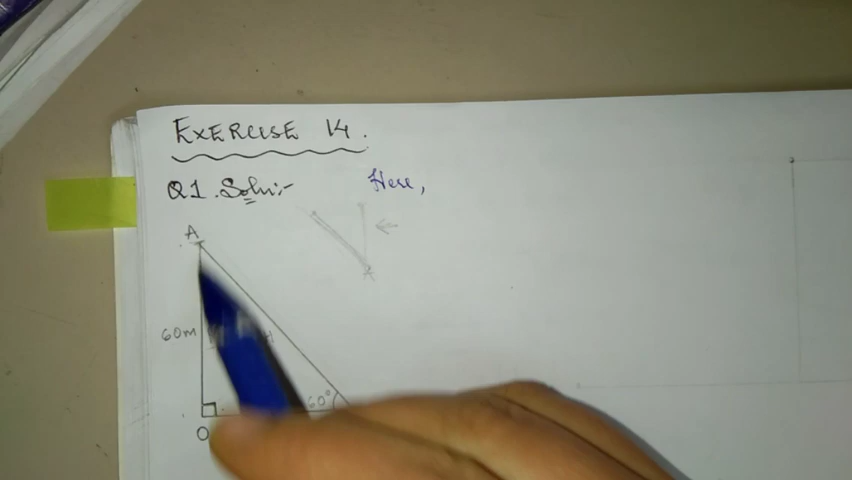 EXERCISE 14.
Q1. Soln:- Here,
A
60m H
60°
O